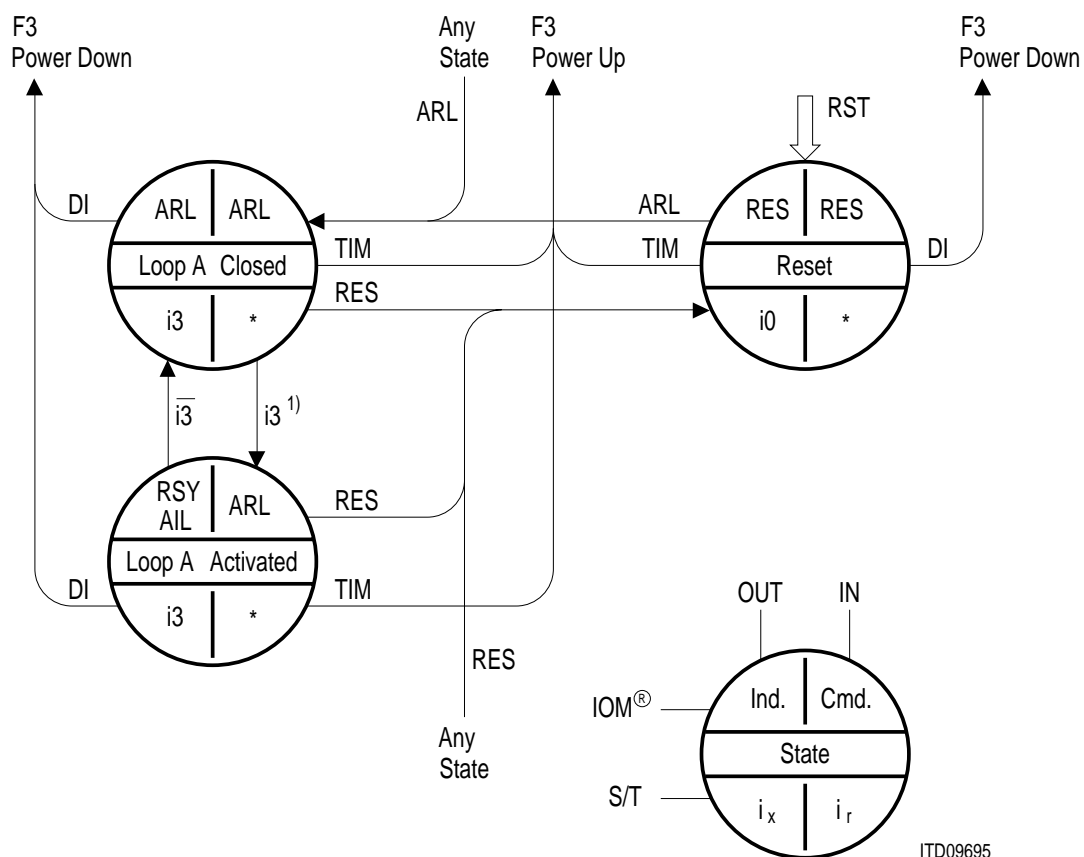 F3
Power Down
Any
State
F3
Power Up
F3
Power Down
ARL
RST
DI
ARL
ARL
ARL
RES
RES
Loop A Closed
TIM
TIM
Reset
DI
RES
i3
*
i0
*
i3̅
i3 1)
RSY
AIL
ARL
RES
Loop A Activated
DI
i3
*
TIM
RES
OUT
IN
IOM®
Ind.
Cmd.
Any
State
State
S/T
i x
i r
ITD09695